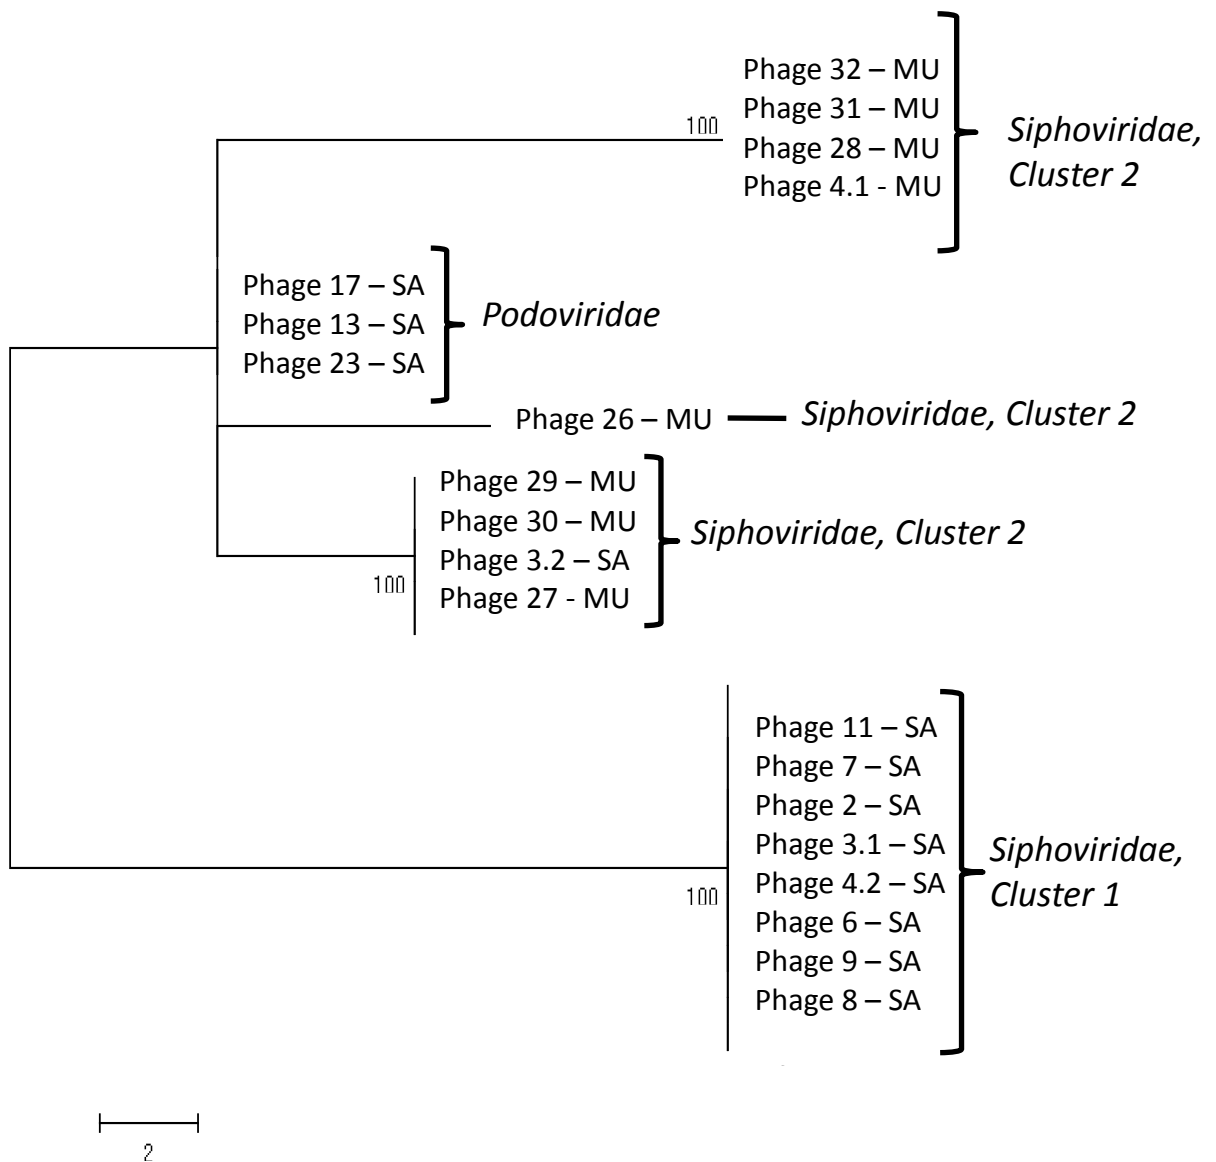 100
Phage 32 – MU
Phage 31 – MU
Phage 28 – MU
Phage 4.1 - MU
Siphoviridae,
Cluster 2
Phage 17 – SA
Phage 13 – SA
Phage 23 – SA
Podoviridae
Phage 26 – MU
Siphoviridae, Cluster 2
Phage 29 – MU
Phage 30 – MU
Phage 3.2 – SA
Phage 27 - MU
Siphoviridae, Cluster 2
100
Phage 11 – SA
Phage 7 – SA
Phage 2 – SA
Phage 3.1 – SA
Phage 4.2 – SA
Phage 6 – SA
Phage 9 – SA
Phage 8 – SA
Siphoviridae,
Cluster 1
100
2